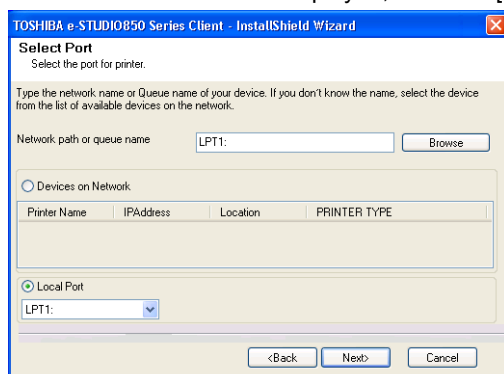 TOSHIBA e-STUDIO850 Series Client - InstallShield Wizard
Select Port
Select the port for printer.
Type the network name or Queue name of your device. If you don't know the name, select the device
from the list of available devices on the network.
Network path or queue name LPT1: Browse
Devices on Network
Printer Name IPAddress Location PRINTER TYPE
Local Port
LPT1:
<Back Next> Cancel